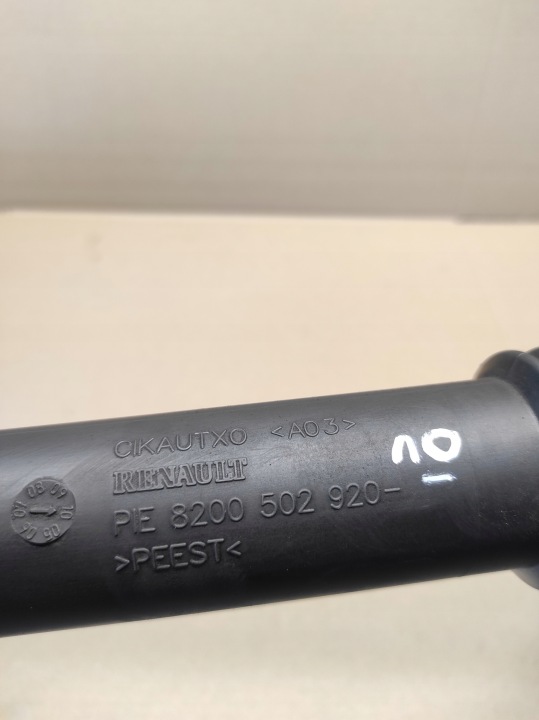 CIKAUTXO <A03>
RENAULT
PIE 8200 502 920-
>PEEST<